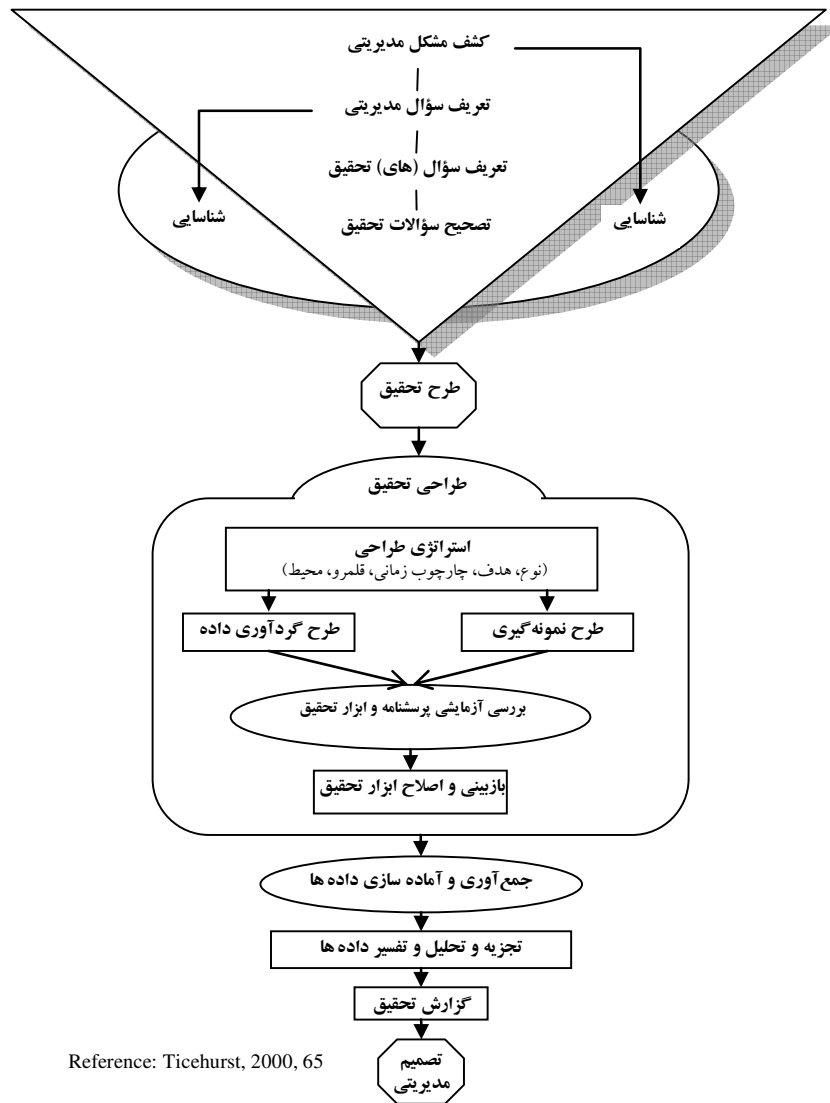 کشف مشکل مدیریتی
تعریف سؤال مدیریتی
تعریف سؤال (های) تحقیق
شناسایی
شناسایی
تصحیح سؤالات تحقیق
طرح تحقیق
طراحی تحقیق
استراتژی طراحی
(نوع، هدف، چارچوب زمانی، قلمرو، محیط)
طرح نمونه‌گیری
طرح گردآوری داده
بررسی آزمایشی پرسشنامه و ابزار تحقیق
بازبینی و اصلاح ابزار تحقیق
جمع‌آوری و آماده سازی داده ها
تجزیه و تحلیل و تفسیر داده ها
گزارش تحقیق
تصمیم
مدیریتی
Reference: Ticehurst, 2000, 65